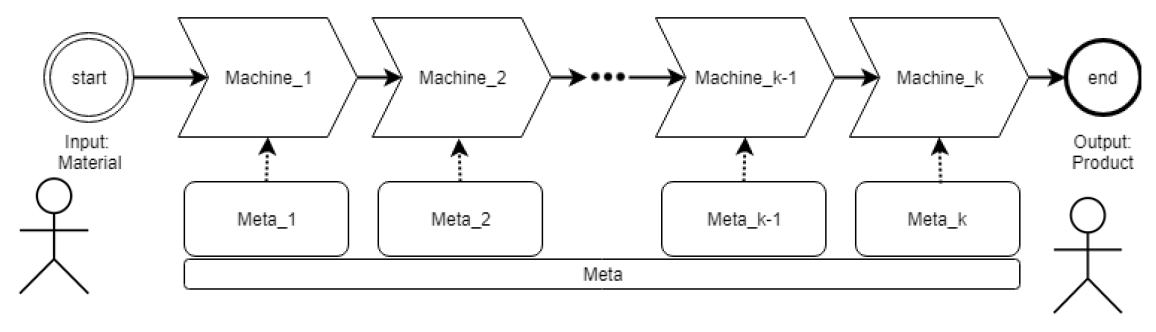 start
Machine_1
Machine_2
Machine_k-1
Machine_k
end
Input:
Material
Output:
Product
Meta_1
Meta_2
Meta_k-1
Meta_k
Meta